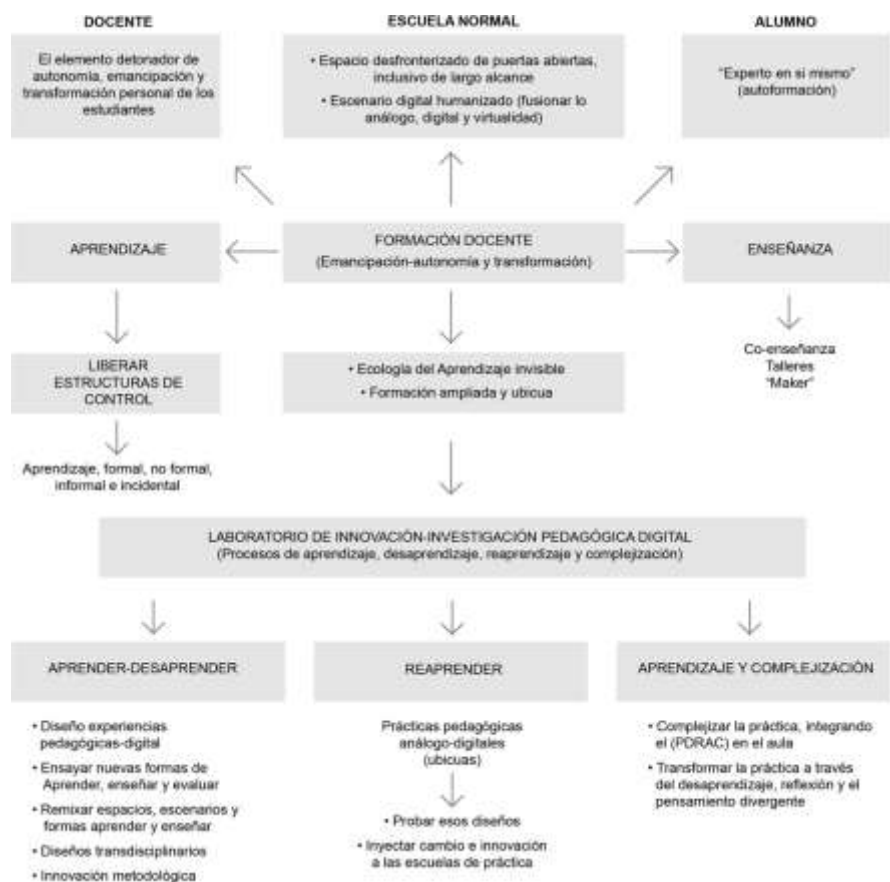 DOCENTE
ESCUELA NORMAL
ALUMNO
El elemento detonador de
autonomía, emancipación y
transformación personal de los
estudiantes
• Espacio desfronterizado de puertas abiertas,
inclusivo de largo alcance
• Escenario digital humanizado (fusionar lo
análogo, digital y virtualidad)
"Experto en si mismo"
(autoformación)
APRENDIZAJE
FORMACIÓN DOCENTE
(Emancipación-autonomía y transformación)
ENSEÑANZA
LIBERAR
ESTRUCTURAS DE
CONTROL
• Ecología del Aprendizaje invisible
• Formación ampliada y ubicua
Co-enseñanza
Talleres
"Maker"
Aprendizaje, formal, no formal,
informal e incidental
LABORATORIO DE INNOVACIÓN-INVESTIGACIÓN PEDAGÓGICA DIGITAL
(Procesos de aprendizaje, desaprendizaje, reaprendizaje y complejización)
APRENDER-DESAPRENDER
REAPRENDER
APRENDIZAJE Y COMPLEJIZACIÓN
• Diseño experiencias
pedagógicas-digital
• Ensayar nuevas formas de
Aprender, enseñar y evaluar
• Remixar espacios, escenarios y
formas aprender y enseñar
• Diseños transdisciplinarios
• Innovación metodológica
Prácticas pedagógicas
análogo-digitales
(ubicuas)
• Probar esos diseños
• Inyectar cambio e innovación
a las escuelas de práctica
• Complejizar la práctica, integrando
el (PDRAC) en el aula
• Transformar la práctica a través
del desaprendizaje, reflexión y el
pensamiento divergente